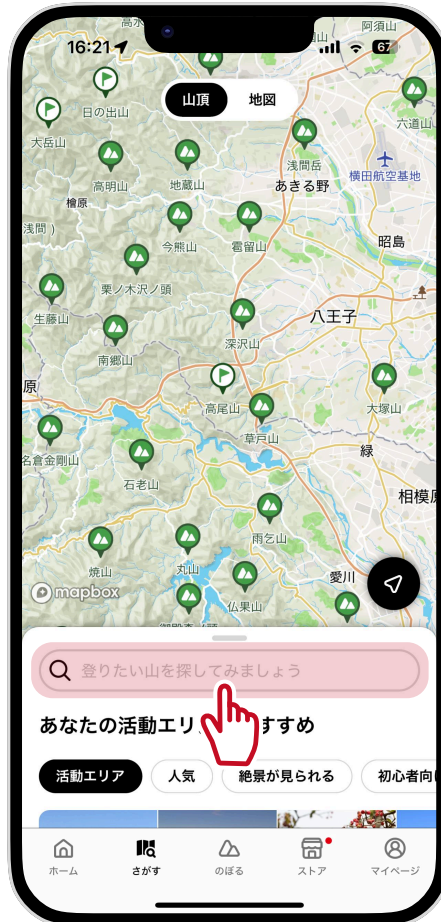 16:21
67
高水
阿須山
山頂 地図
日の出山
六道山
大岳山
浅間岳
高明山
地蔵山
横田航空基地
あきる野
檜原
浅間)
今熊山
雹留山
昭島
栗ノ木沢ノ頭
生藤山
八王子
南郷山
深沢山
原
高尾山
大塚山
草戸山
名倉金剛山
緑
石老山
相模原
雨乞山
焼山
丸山
愛川
仏果山
mapbox
登りたい山を探してみましょう
あなたの活動エリ すすめ
活動エリア 人気 絶景が見られる 初心者向け
ホーム さがす のぼる ストア マイページ